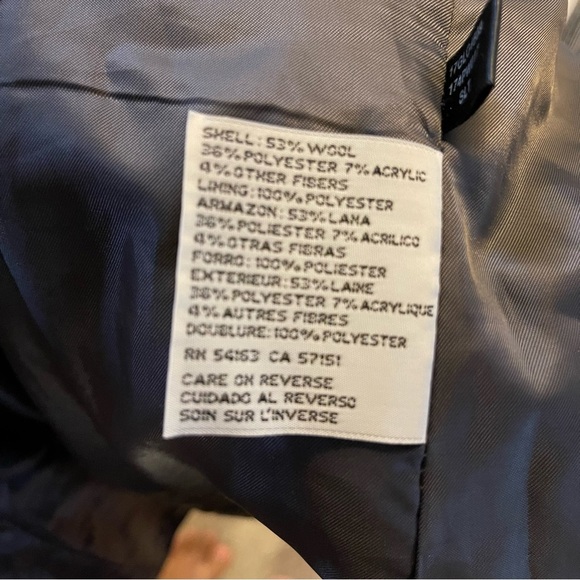 SHELL: 53% WOOL
36% POLYESTER 7% ACRYLIC
4% OTHER FIBERS
LINING: 100% POLYESTER
ARMAZON: 53% LANA
36% POLIESTER 7% ACRILICO
4% OTRAS FIBRAS
FORRO: 100% POLIESTER
EXTERIEUR: 53% LAINE
36% POLYESTER 7% ACRYLIQUE
4% AUTRES FIBRES
DOUBLURE: 100% POLYESTER
RN 54163 CA 57151
CARE ON REVERSE
CUIDADO AL REVERSO
SOIN SUR L'INVERSE